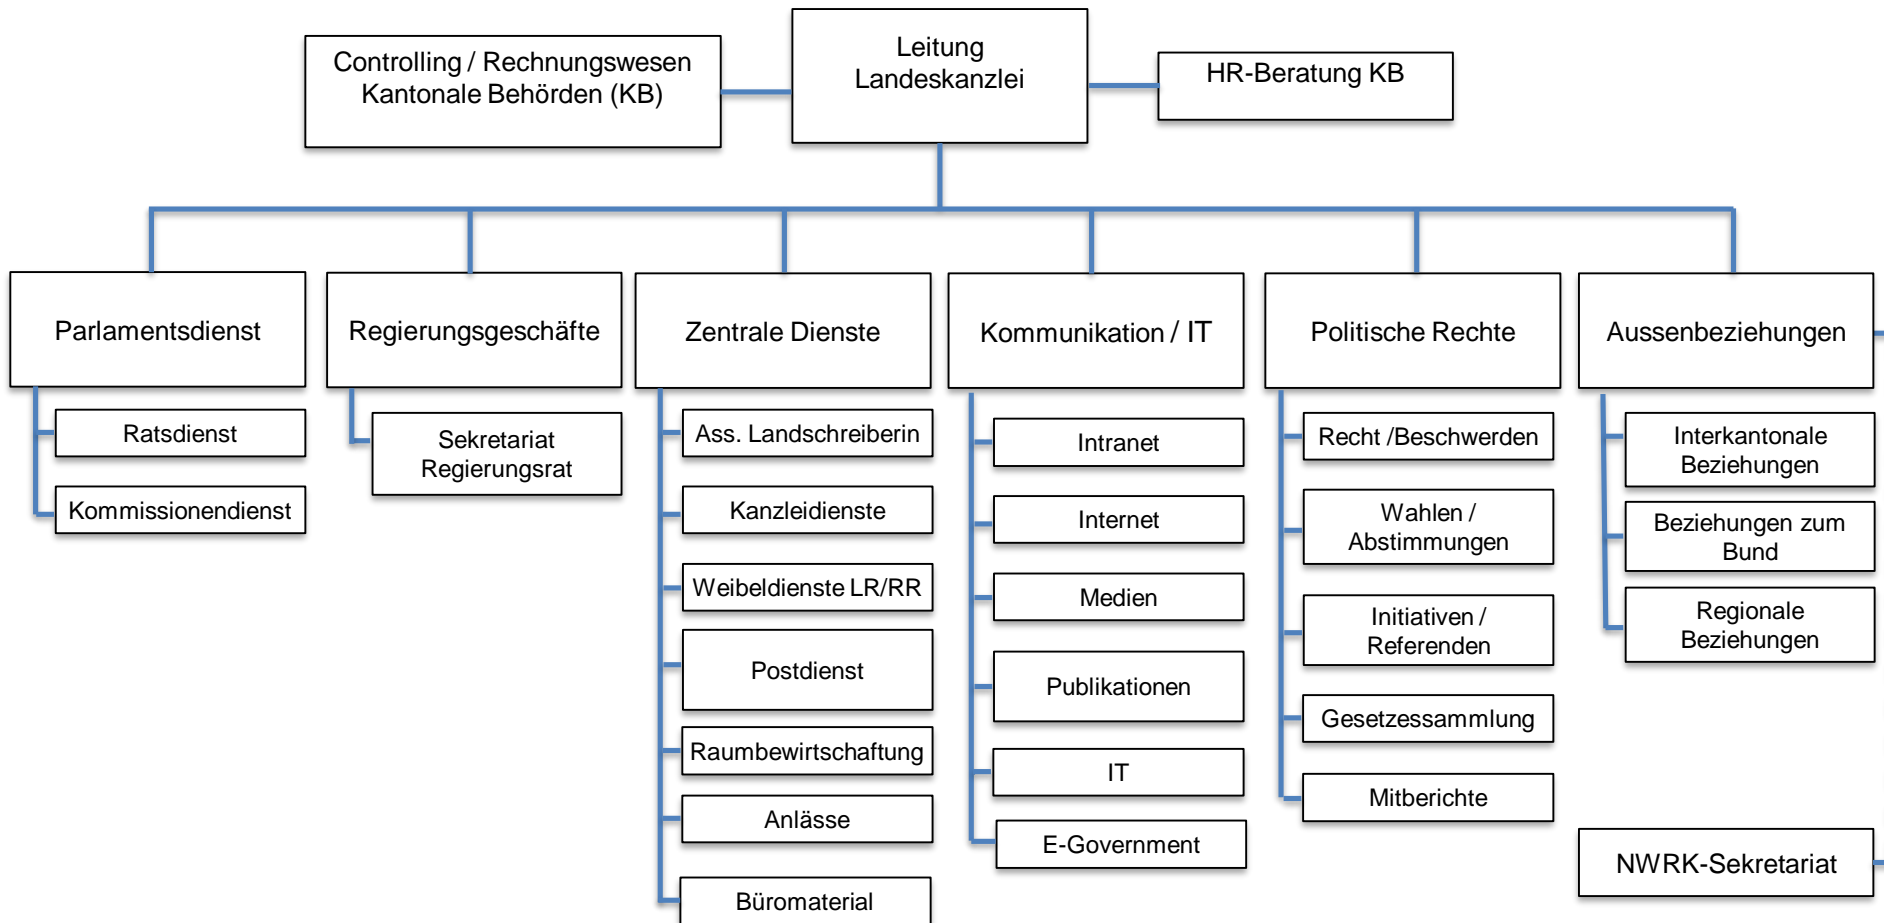 Controlling / Rechnungswesen
Kantonale Behörden (KB)
Leitung
Landeskanzlei
HR-Beratung KB
Parlamentsdienst
Regierungsgeschäfte
Zentrale Dienste
Kommunikation / IT
Politische Rechte
Aussenbeziehungen
Ratsdienst
Kommissionendienst
Sekretariat
Regierungsrat
Ass. Landschreiberin
Kanzleidienste
Weibeldienste LR/RR
Postdienst
Raumbewirtschaftung
Anlässe
Büromaterial
Intranet
Internet
Medien
Publikationen
IT
E-Government
Recht /Beschwerden
Wahlen /
Abstimmungen
Initiativen /
Referenden
Gesetzessammlung
Mitberichte
Interkantonale
Beziehungen
Beziehungen zum
Bund
Regionale
Beziehungen
NWRK-Sekretariat